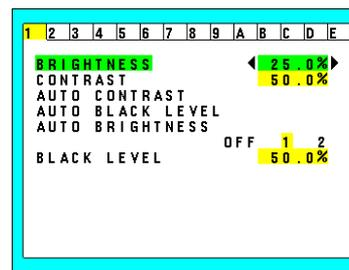 1 2 3 4 5 6 7 8 9 A B C D E
BRIGHTNESS 25.0%
CONTRAST 50.0%
AUTO CONTRAST
AUTO BLACK LEVEL
AUTO BRIGHTNESS
OFF 1 2
BLACK LEVEL 50.0%